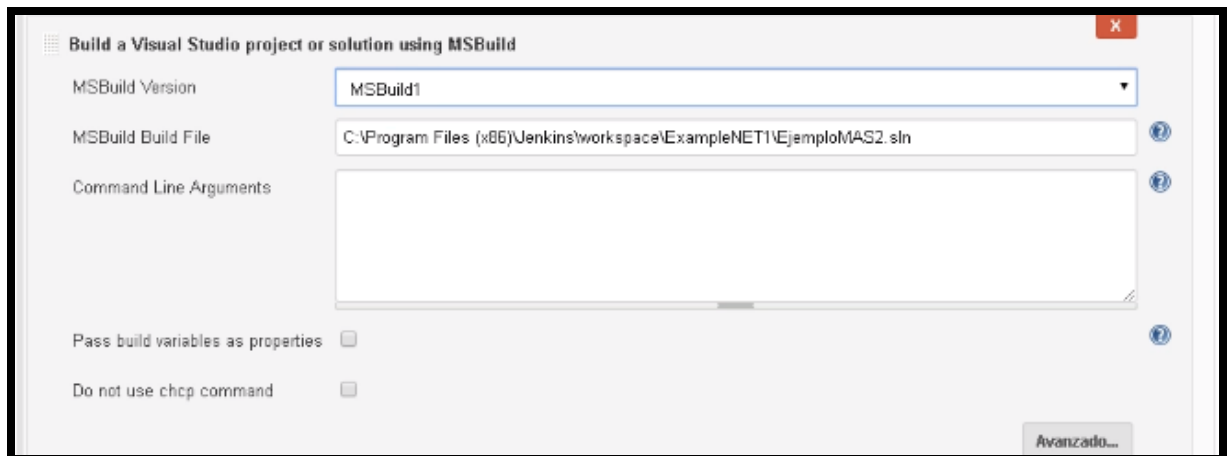 X
Build a Visual Studio project or solution using MSBuild
MSBuild Version
MSBuild1
MSBuild Build File
C:\Program Files (x86)\Jenkins\workspace\ExampleNET1\EjemploMAS2.sln
Command Line Arguments
Pass build variables as properties
Do not use chcp command
Avanzado...